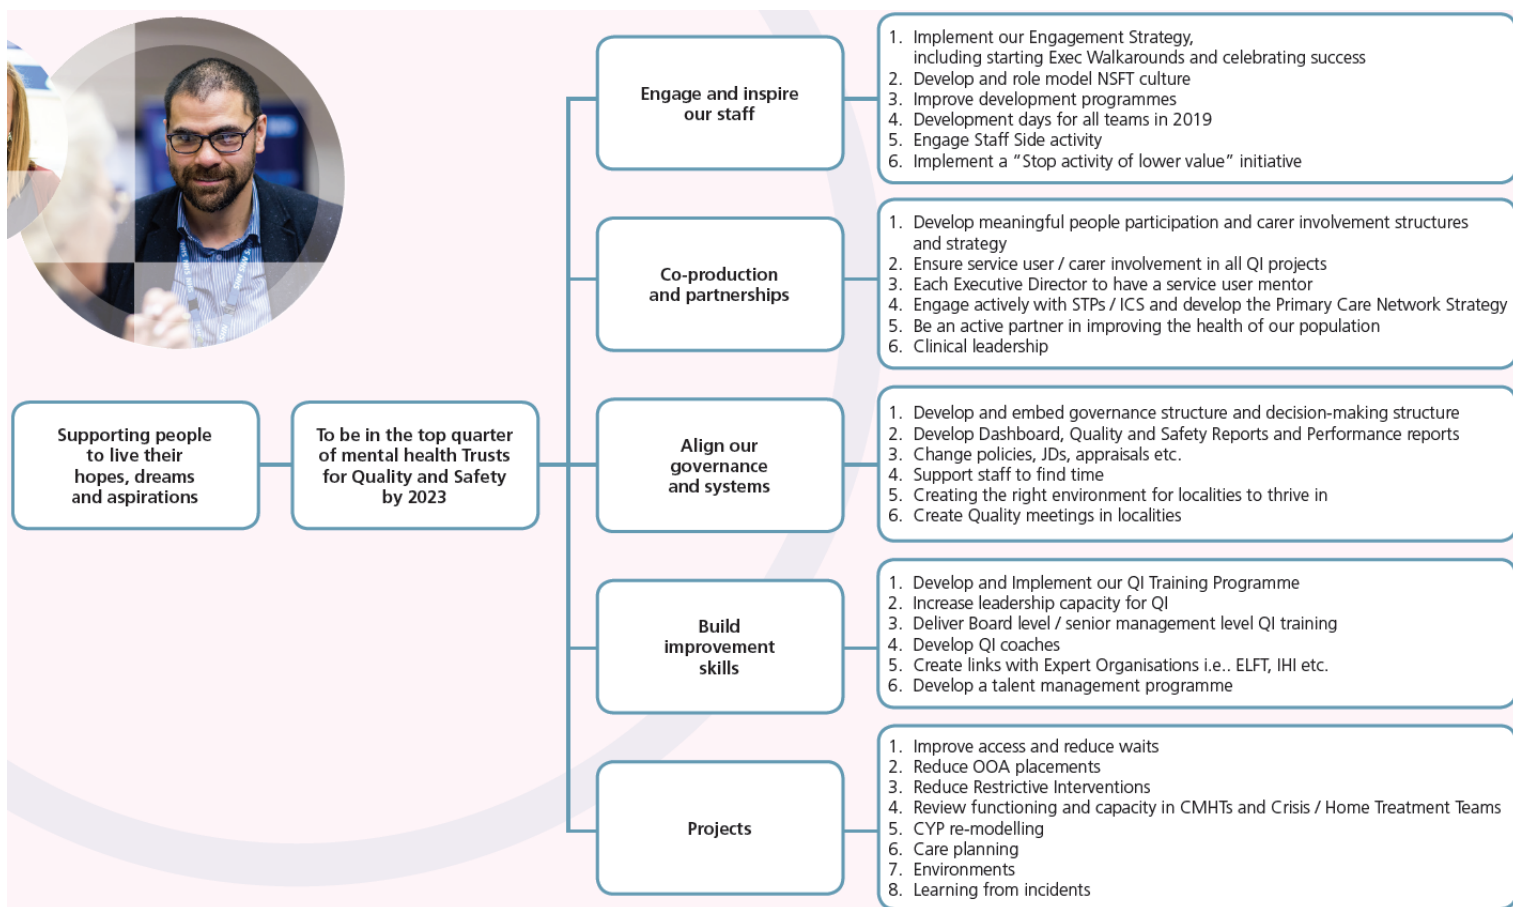 Supporting people
to live their
hopes, dreams
and aspirations
To be in the top quarter
of mental health Trusts
for Quality and Safety
by 2023
Engage and inspire
our staff
1. Implement our Engagement Strategy,
including starting Exec Walkarounds and celebrating success
2. Develop and role model NSFT culture
3. Improve development programmes
4. Development days for all teams in 2019
5. Engage Staff Side activity
6. Implement a “Stop activity of lower value” initiative
Co-production
and partnerships
1. Develop meaningful people participation and carer involvement structures
and strategy
2. Ensure service user / carer involvement in all QI projects
3. Each Executive Director to have a service user mentor
4. Engage actively with STPs / ICS and develop the Primary Care Network Strategy
5. Be an active partner in improving the health of our population
6. Clinical leadership
Align our
governance
and systems
1. Develop and embed governance structure and decision-making structure
2. Develop Dashboard, Quality and Safety Reports and Performance reports
3. Change policies, JDs, appraisals etc.
4. Support staff to find time
5. Creating the right environment for localities to thrive in
6. Create Quality meetings in localities
Build
improvement
skills
1. Develop and Implement our QI Training Programme
2. Increase leadership capacity for QI
3. Deliver Board level / senior management level QI training
4. Develop QI coaches
5. Create links with Expert Organisations i.e.. ELFT, IHI etc.
6. Develop a talent management programme
Projects
1. Improve access and reduce waits
2. Reduce OOA placements
3. Reduce Restrictive Interventions
4. Review functioning and capacity in CMHTs and Crisis / Home Treatment Teams
5. CYP re-modelling
6. Care planning
7. Environments
8. Learning from incidents